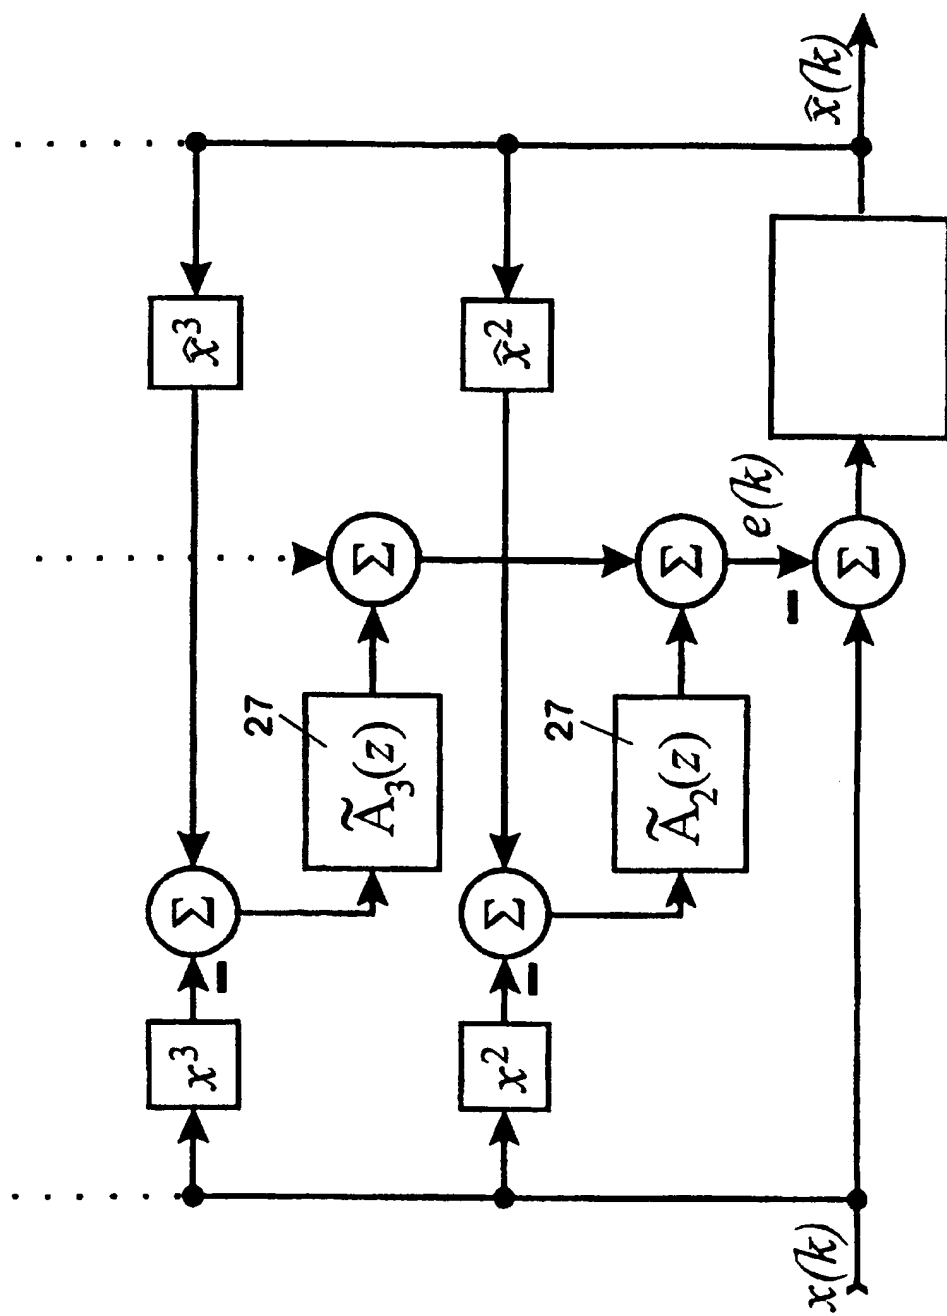 x̂(k)
x̂³
x̂²
Σ
Σ
e(k)
Σ
27
Ã₃(z)
27
Ã₂(z)
Σ
Σ
x³
x²
x(k)